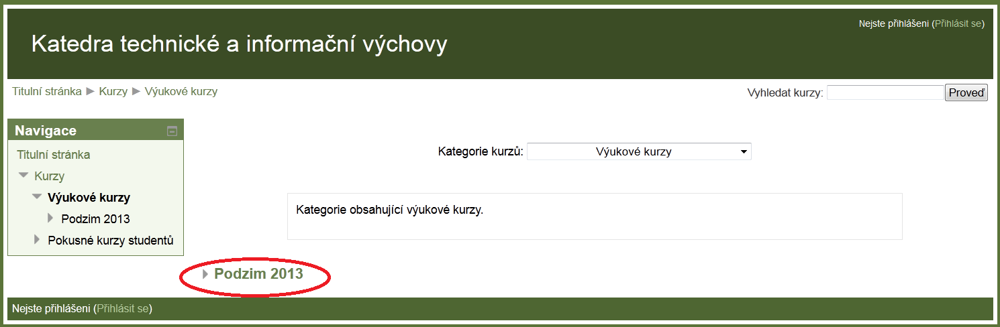 Nejste přihlášeni (Přihlásit se)
Katedra technické a informační výchovy
Titulní stránka Kurzy Výukové kurzy
Vyhledat kurzy: Proveď
Navigace
Titulní stránka
Kurzy
Výukové kurzy
Podzim 2013
Pokusné kurzy studentů
Kategorie kurzů: Výukové kurzy
Kategorie obsahující výukové kurzy.
Podzim 2013
Nejste přihlášeni (Přihlásit se)